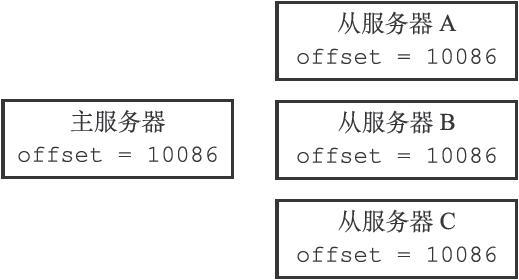 主服务器
offset = 10086
从服务器 A
offset = 10086
从服务器 B
offset = 10086
从服务器 C
offset = 10086